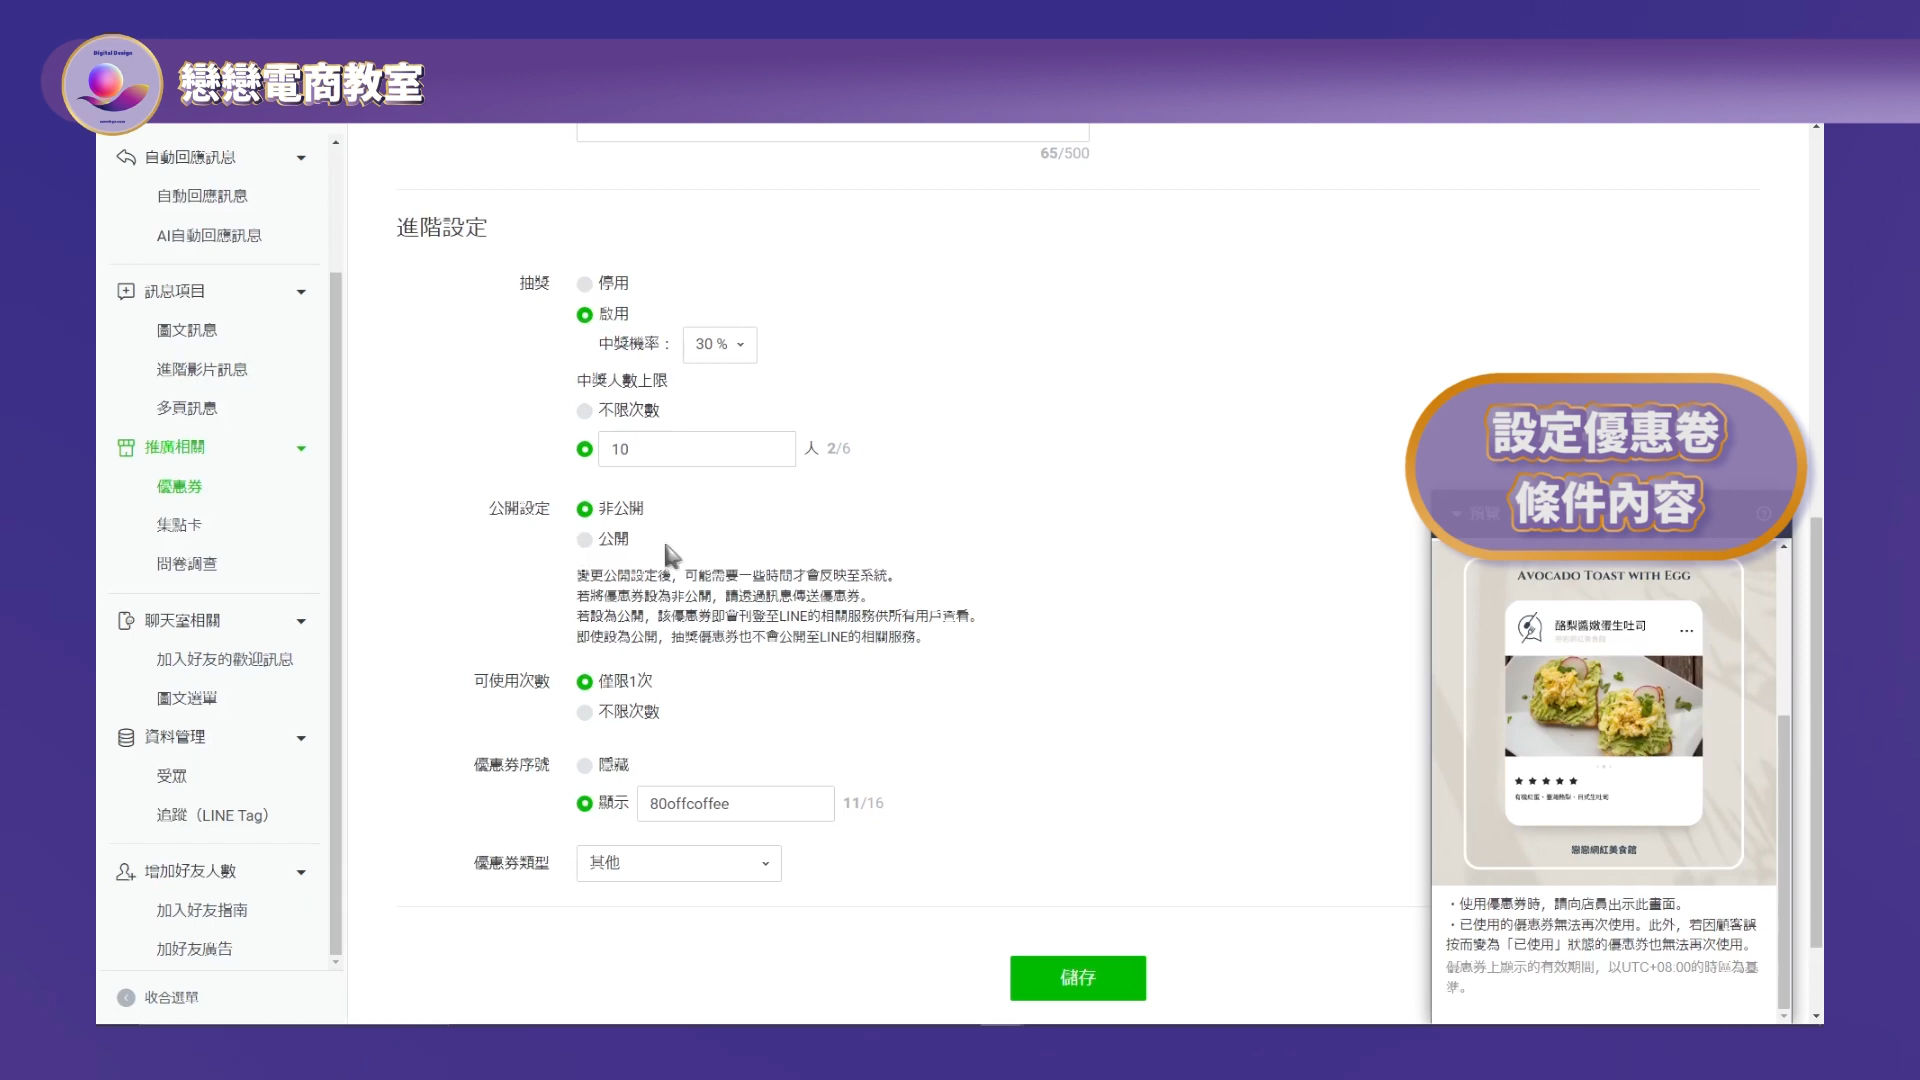 Digital Design
戀戀電商教室
自動回應訊息
自動回應訊息
AI自動回應訊息
訊息項目
圖文訊息
進階影片訊息
多頁訊息
推廣相關
優惠券
集點卡
問卷調查
聊天室相關
加入好友的歡迎訊息
圖文選單
資料管理
受眾
追蹤（LINE Tag）
增加好友人數
加入好友指南
加好友廣告
收合選單
65/500
進階設定
抽獎
停用
啟用
中獎機率： 30 %
中獎人數上限
不限次數
10 人 2/6
公開設定
非公開
公開
變更公開設定後，可能需要一些時間才會反映至系統。
若將優惠券設為非公開，請透過訊息傳送優惠券。
若設為公開，該優惠券即會刊登至LINE的相關服務供所有用戶查看。
即使設為公開，抽獎優惠券也不會公開至LINE的相關服務。
可使用次數
僅限1次
不限次數
優惠券序號
隱藏
顯示 80offcoffee 11/16
優惠券類型 其他
儲存
設定優惠卷
條件內容
預覽
AVOCADO TOAST WITH EGG
酪梨醬嫩蛋生吐司
戀戀網紅美食館
・使用優惠券時，請向店員出示此畫面。
・已使用的優惠券無法再次使用。此外，若因顧客誤
按而變為「已使用」狀態的優惠券也無法再次使用。
優惠券上顯示的有效期間，以UTC+08:00的時區為基
準。